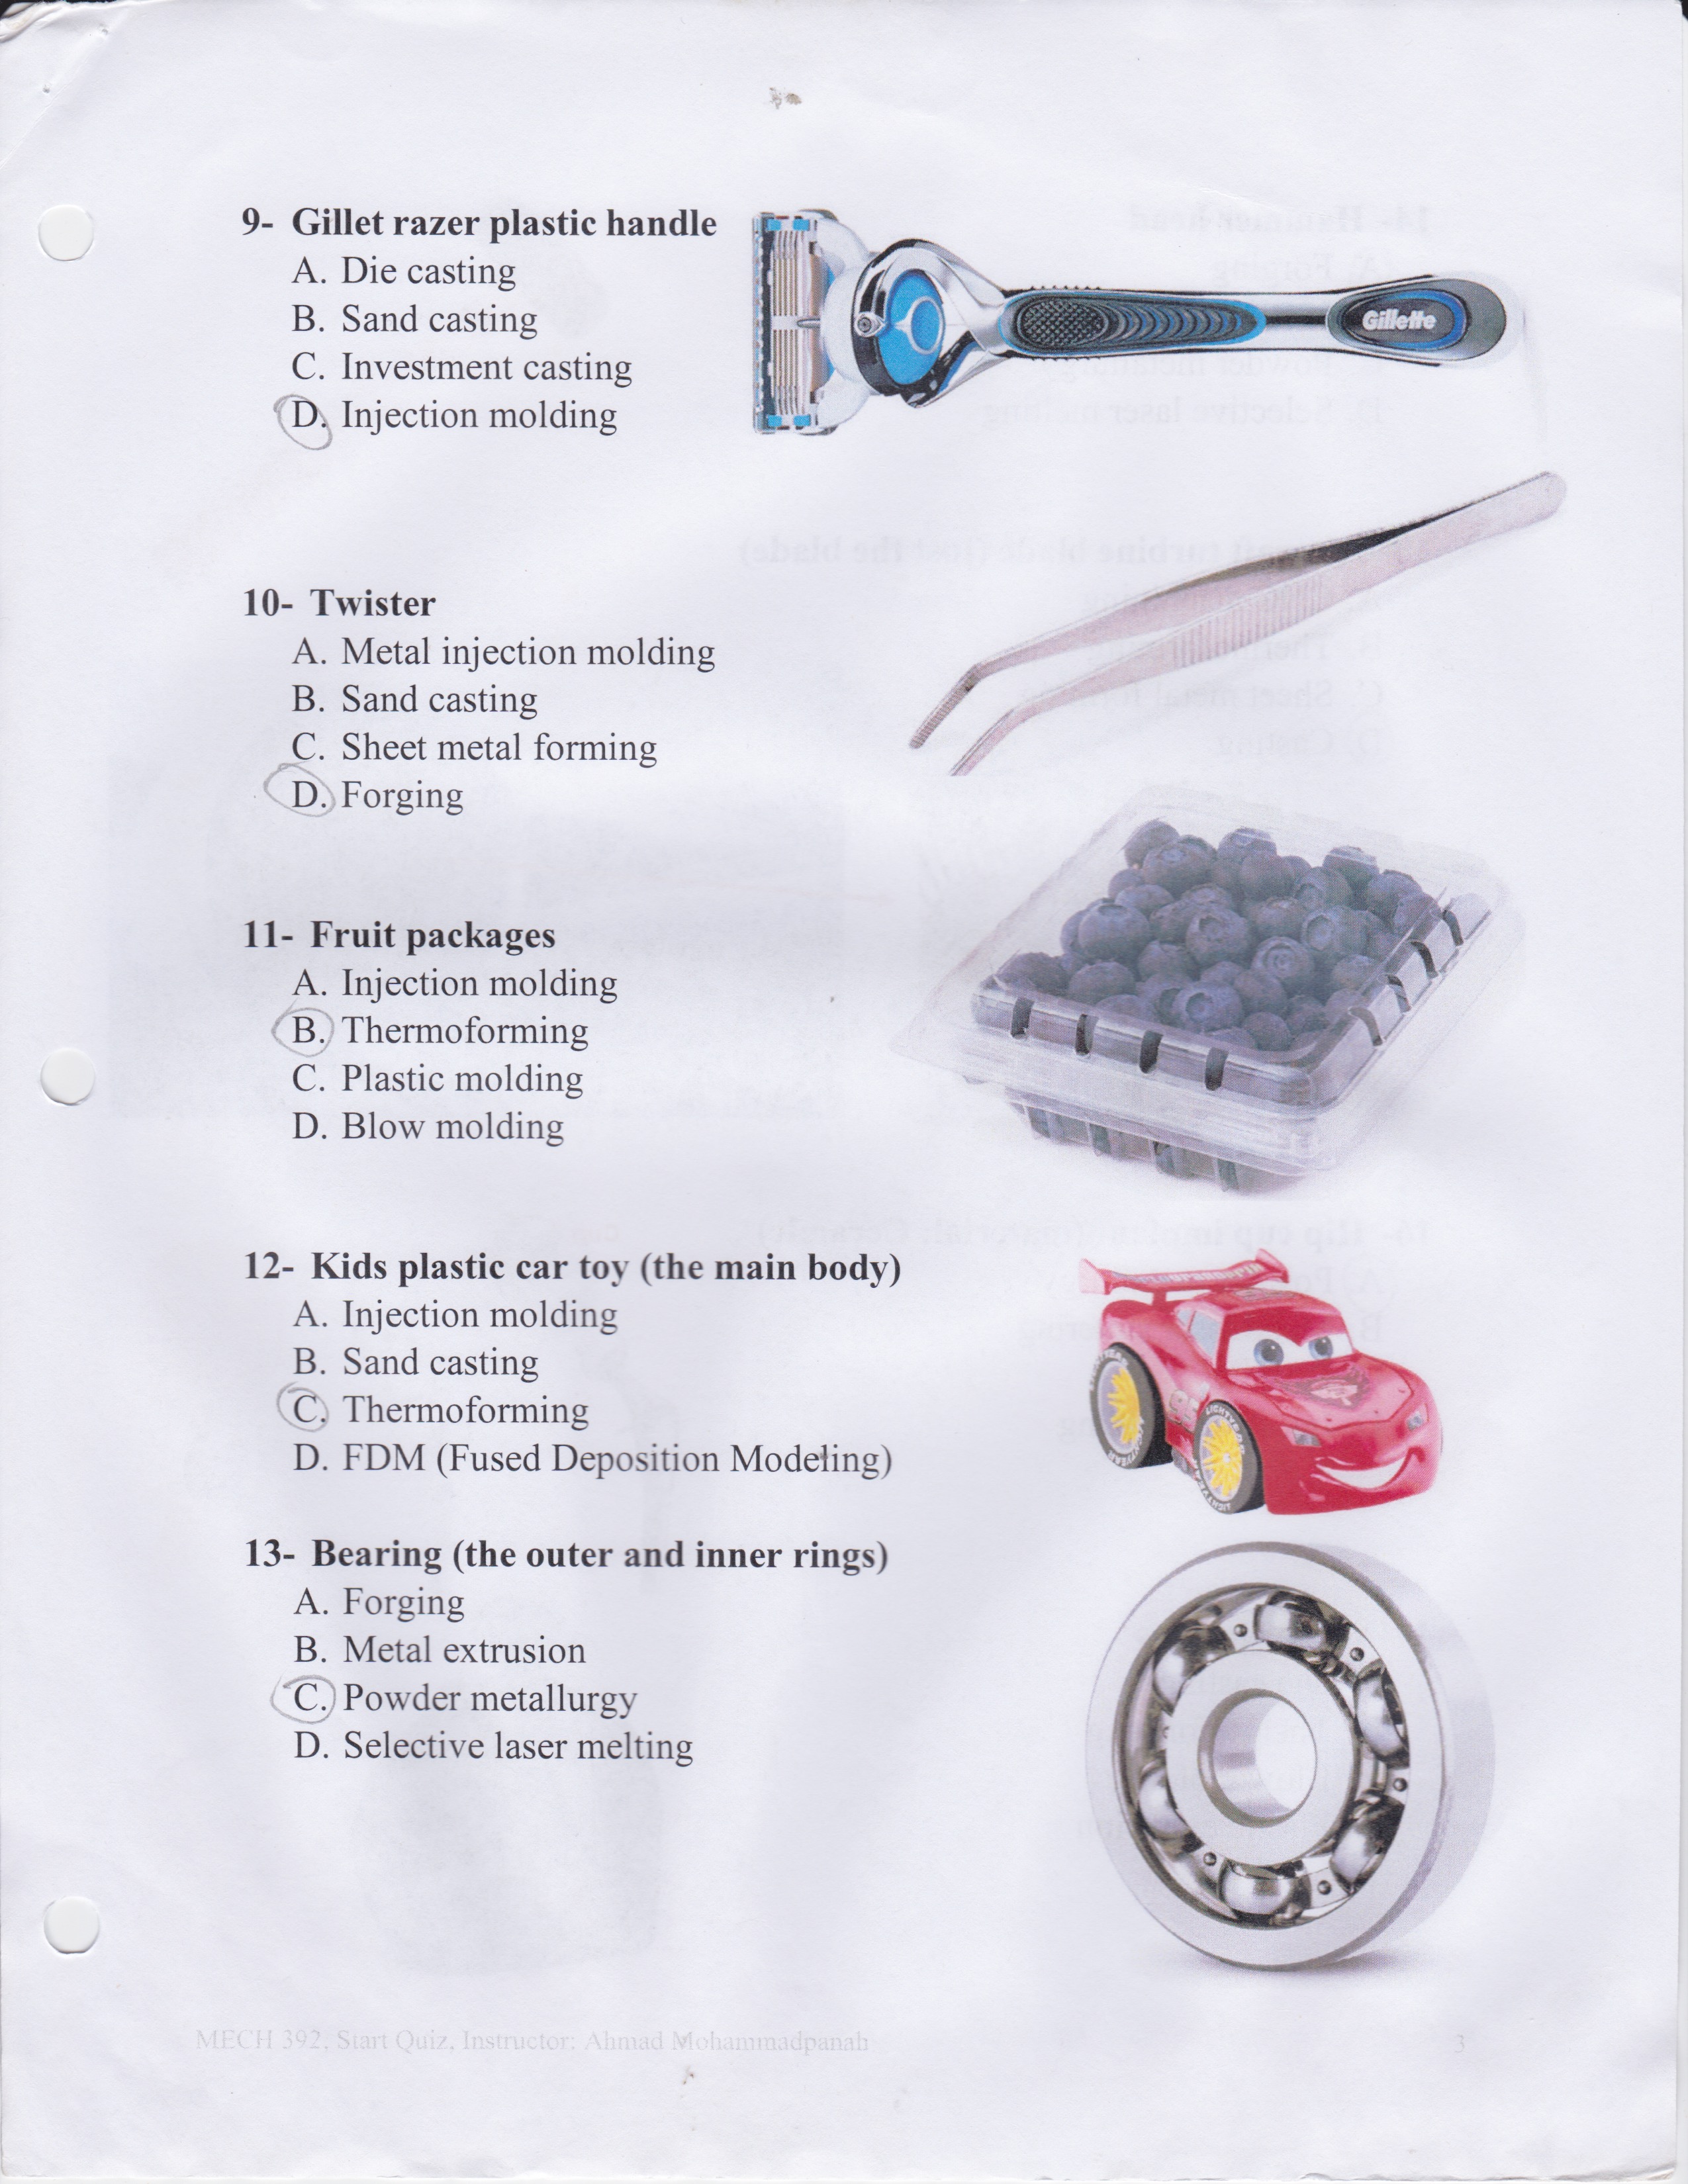 9- Gillet razer plastic handle
A. Die casting
B. Sand casting
C. Investment casting
D. Injection molding
Gillette
10- Twister
A. Metal injection molding
B. Sand casting
C. Sheet metal forming
D. Forging
11- Fruit packages
A. Injection molding
B. Thermoforming
C. Plastic molding
D. Blow molding
12- Kids plastic car toy (the main body)
A. Injection molding
B. Sand casting
C. Thermoforming
D. FDM (Fused Deposition Modeling)
95
LIGHTYEAR
13- Bearing (the outer and inner rings)
A. Forging
B. Metal extrusion
C. Powder metallurgy
D. Selective laser melting
MECH 392, Start Quiz, Instructor: Ahmad Mohammadpanah
3